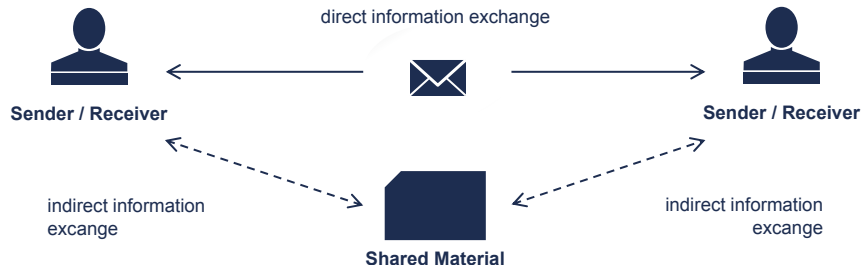 direct information exchange
Sender / Receiver
Sender / Receiver
indirect information
excange
indirect information
excange
Shared Material